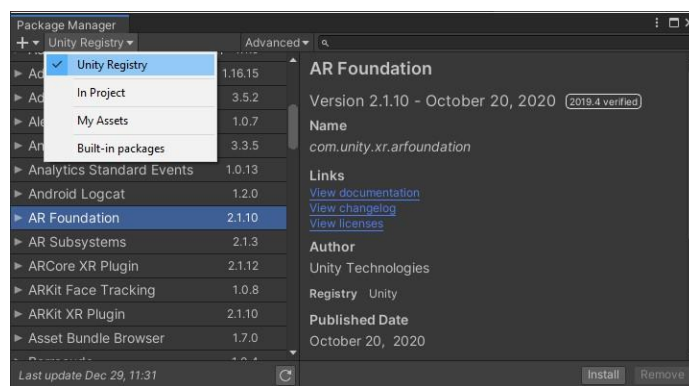 Package Manager
Unity Registry
Advanced
Unity Registry
In Project
My Assets
Built-in packages
Ad
1.16.15
Ad
3.5.2
Ale
1.0.7
An
3.3.5
Analytics Standard Events 1.0.13
Android Logcat 1.2.0
AR Foundation 2.1.10
AR Subsystems 2.1.3
ARCore XR Plugin 2.1.12
ARKit Face Tracking 1.0.8
ARKit XR Plugin 2.1.10
Asset Bundle Browser 1.7.0
Last update Dec 29, 11:31
AR Foundation
Version 2.1.10 - October 20, 2020 2019.4 verified
Name
com.unity.xr.arfoundation
Links
View documentation
View changelog
View licenses
Author
Unity Technologies
Registry Unity
Published Date
October 20, 2020
Install Remove